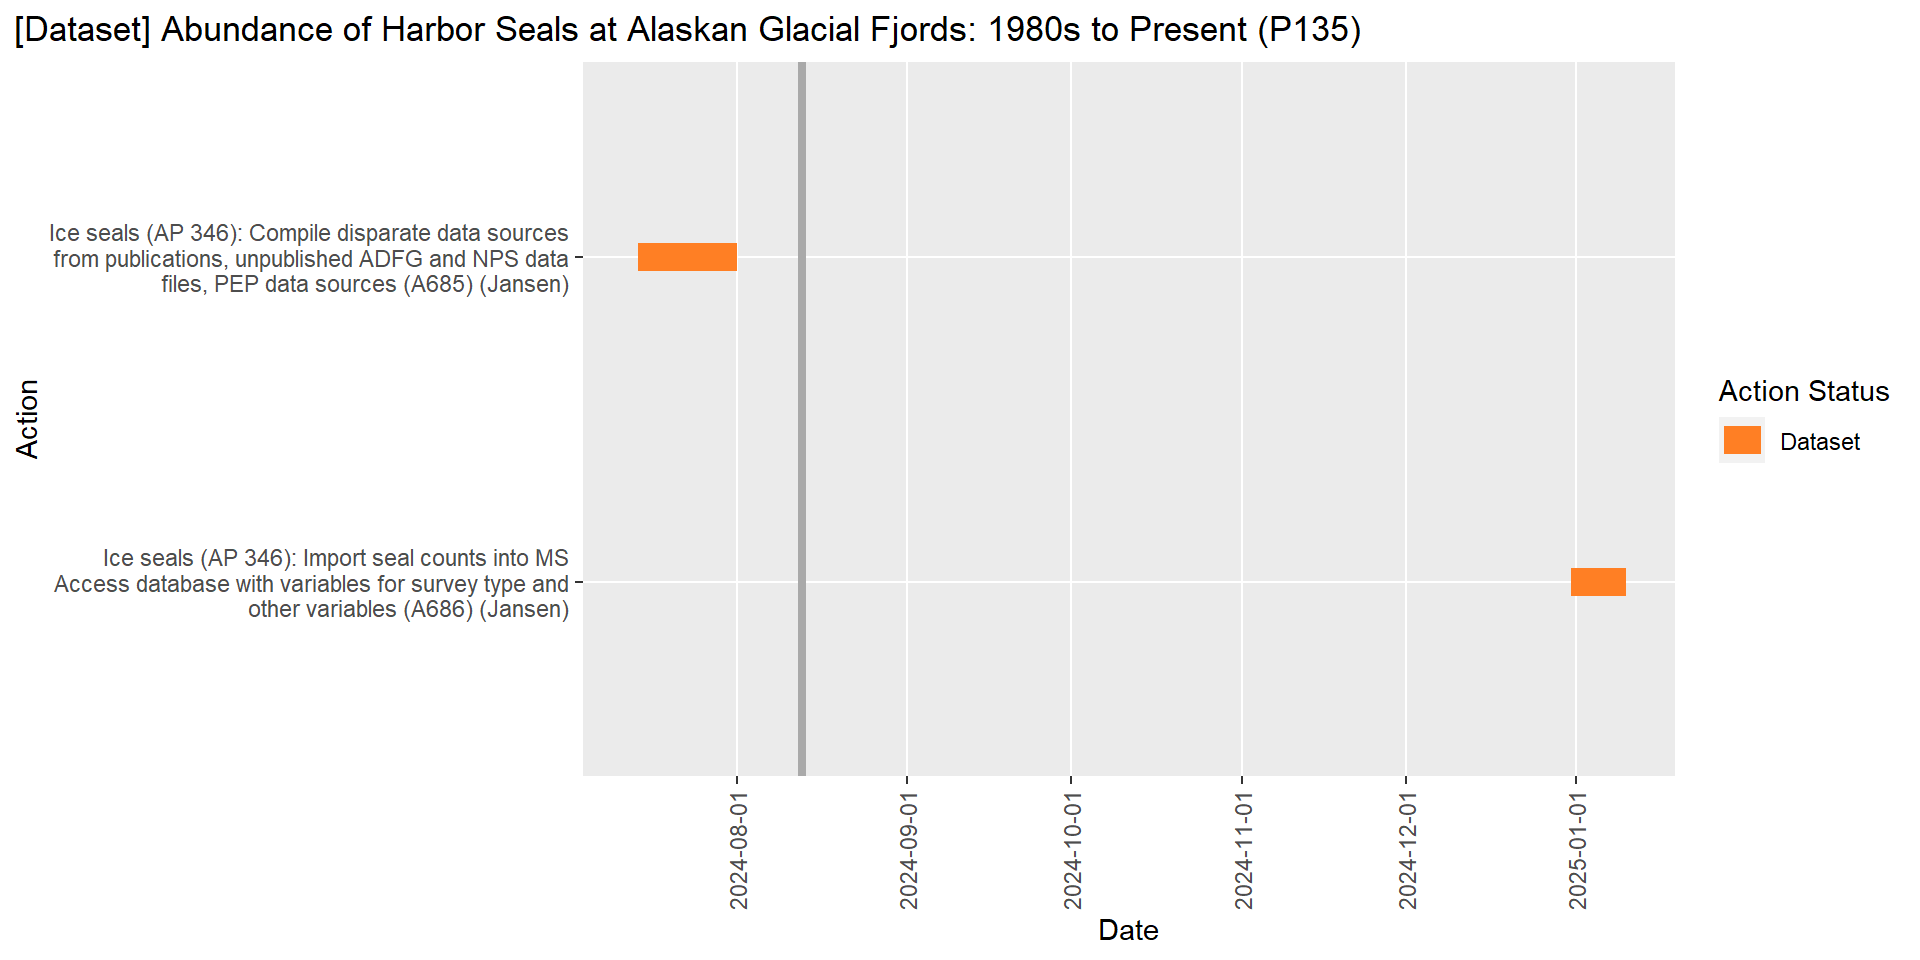 [Dataset] Abundance of Harbor Seals at Alaskan Glacial Fjords: 1980s to Present (P135)
Ice seals (AP 346): Compile disparate data sources
from publications, unpublished ADFG and NPS data
files, PEP data sources (A685) (Jansen)
Action
Ice seals (AP 346): Import seal counts into MS
Access database with variables for survey type and
other variables (A686) (Jansen)
2024-08-01
2024-09-01
2024-10-01
2024-11-01
2024-12-01
2025-01-01
Date
Action Status
Dataset